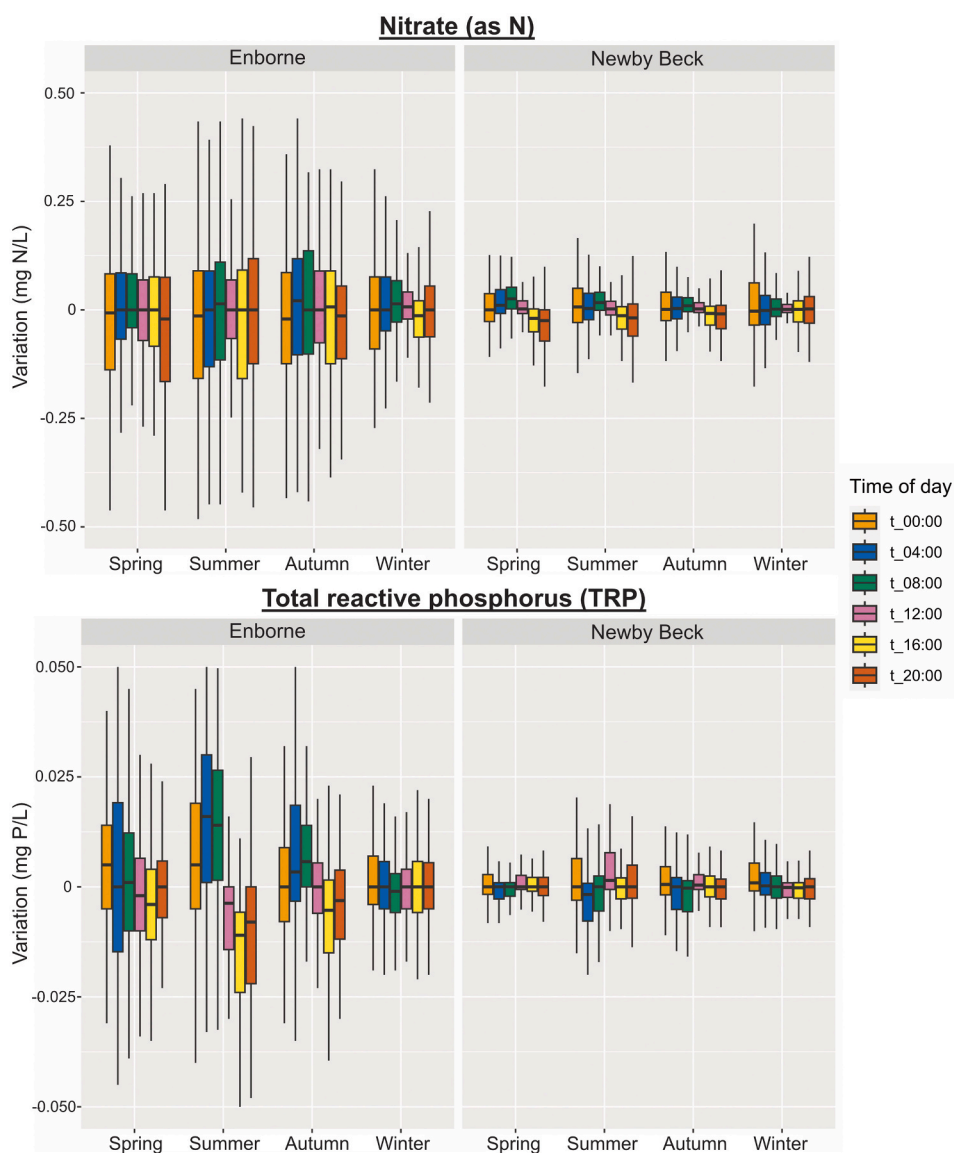 Nitrate (as N)
Enborne
Newby Beck
Variation (mg N/L)
0.50
0.25
0
-0.25
-0.50
Spring Summer Autumn Winter
Spring Summer Autumn Winter
Total reactive phosphorus (TRP)
Enborne
Newby Beck
Variation (mg P/L)
0.050
0.025
0
-0.025
-0.050
Spring Summer Autumn Winter
Spring Summer Autumn Winter
Time of day
t_00:00
t_04:00
t_08:00
t_12:00
t_16:00
t_20:00